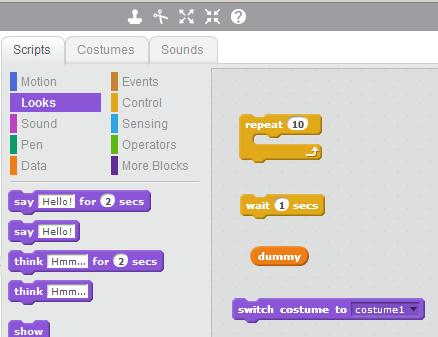 Scripts Costumes Sounds
Motion Events
Looks Control
Sound Sensing
Pen Operators
Data More Blocks
say Hello! for 2 secs
say Hello!
think Hmm... for 2 secs
think Hmm...
show
repeat 10
wait 1 secs
dummy
switch costume to costume1